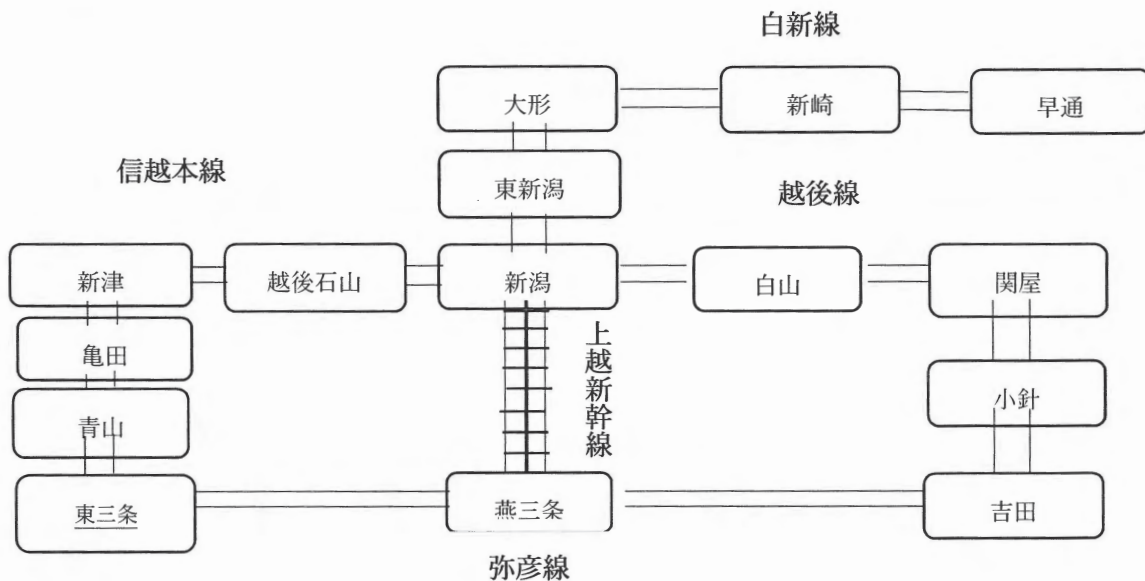 白新線
大形
新崎
早通
信越本線
東新潟
越後線
新津
越後石山
新潟
白山
関屋
上越新幹線
亀田
小針
青山
東三条
燕三条
吉田
弥彦線